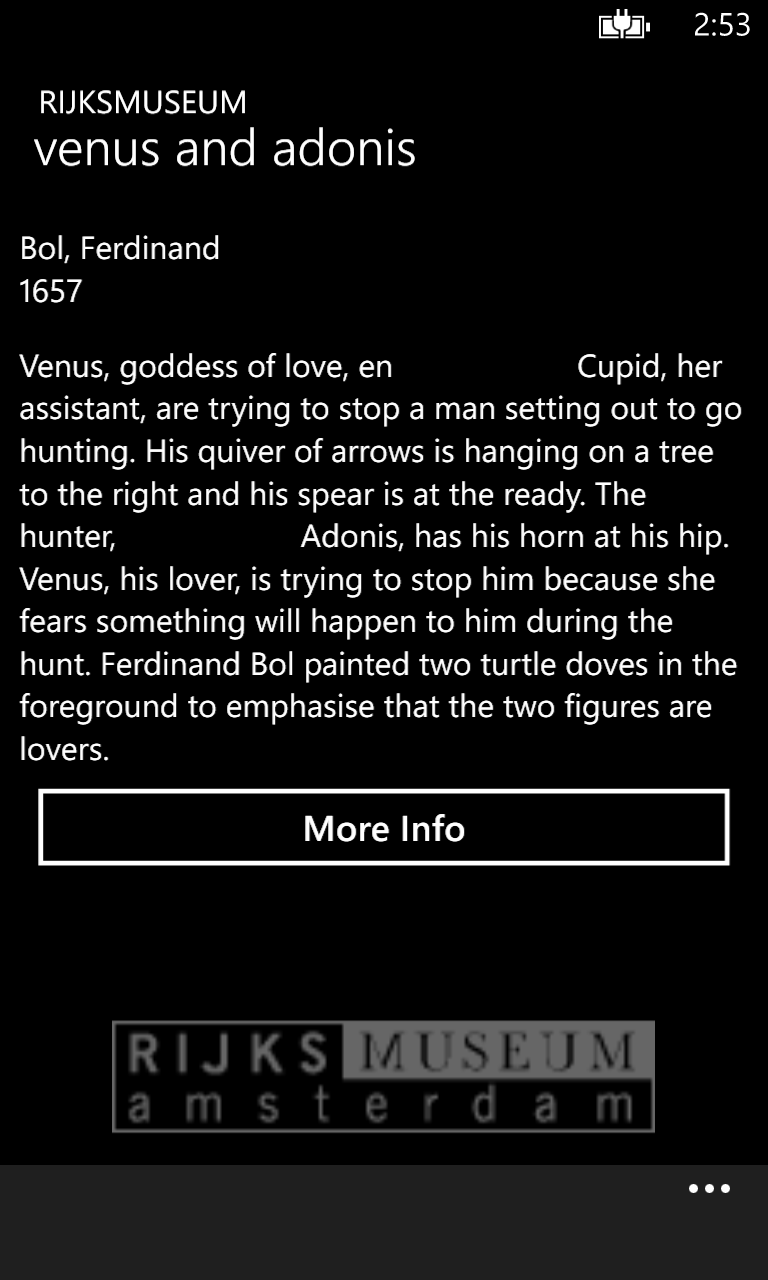 2:53
RIJKSMUSEUM
venus and adonis
Bol, Ferdinand
1657
Venus, goddess of love, en Cupid, her
assistant, are trying to stop a man setting out to go
hunting. His quiver of arrows is hanging on a tree
to the right and his spear is at the ready. The
hunter, Adonis, has his horn at his hip.
Venus, his lover, is trying to stop him because she
fears something will happen to him during the
hunt. Ferdinand Bol painted two turtle doves in the
foreground to emphasise that the two figures are
lovers.
More Info
RIJKSMUSEUM
amsterdam